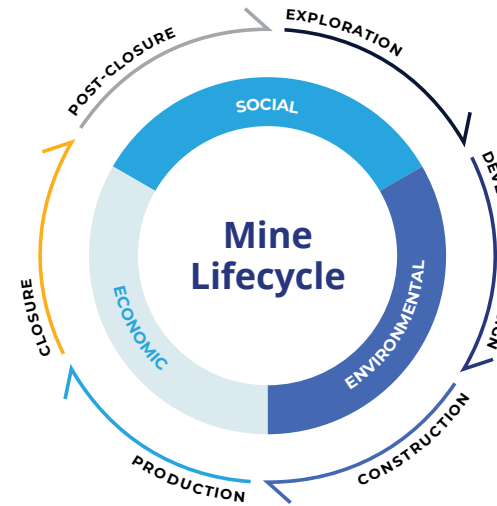 Mine
Lifecycle
SOCIAL
ENVIRONMENTAL
ECONOMIC
EXPLORATION
CONSTRUCTION
PRODUCTION
CLOSURE
POST-CLOSURE